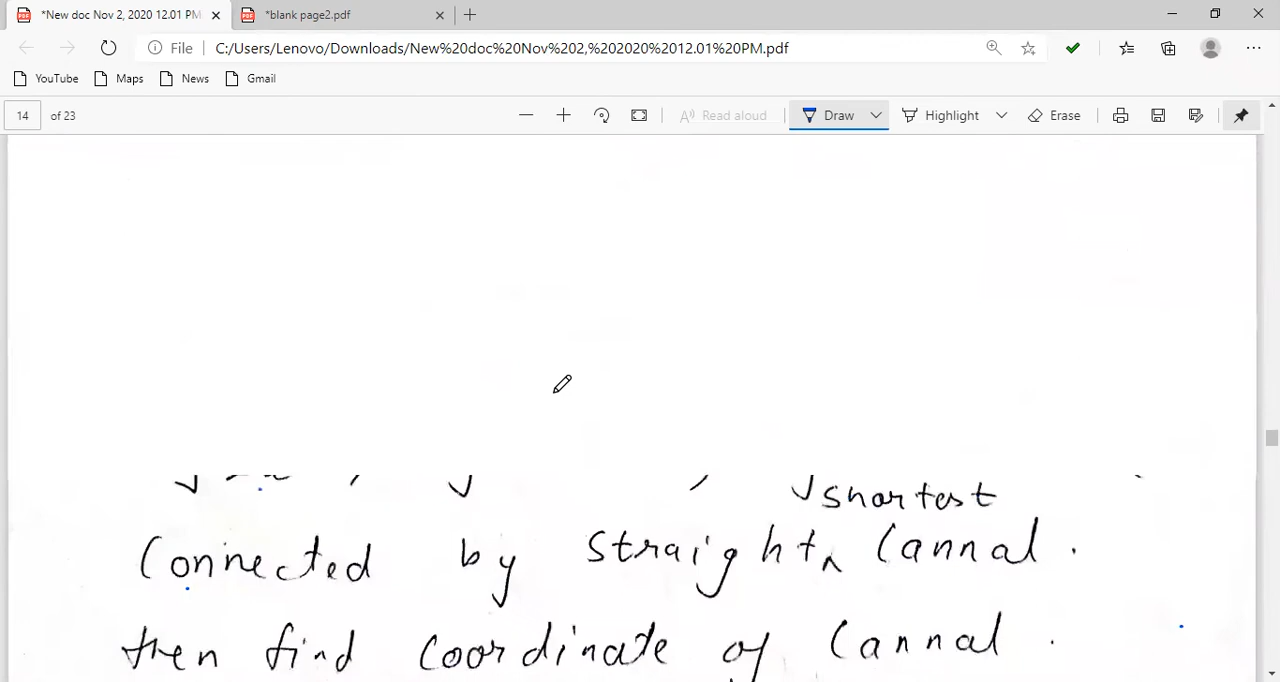 *New doc Nov 2, 2020 12.01 PM
*blank page2.pdf
File C:/Users/Lenovo/Downloads/New%20doc%20Nov%202,%202020%2012.01%20PM.pdf
YouTube Maps News Gmail
14 of 23 Read aloud Draw Highlight Erase
shortest
Connected by Straight ^ Cannal .
then find Coordinate of Cannal .